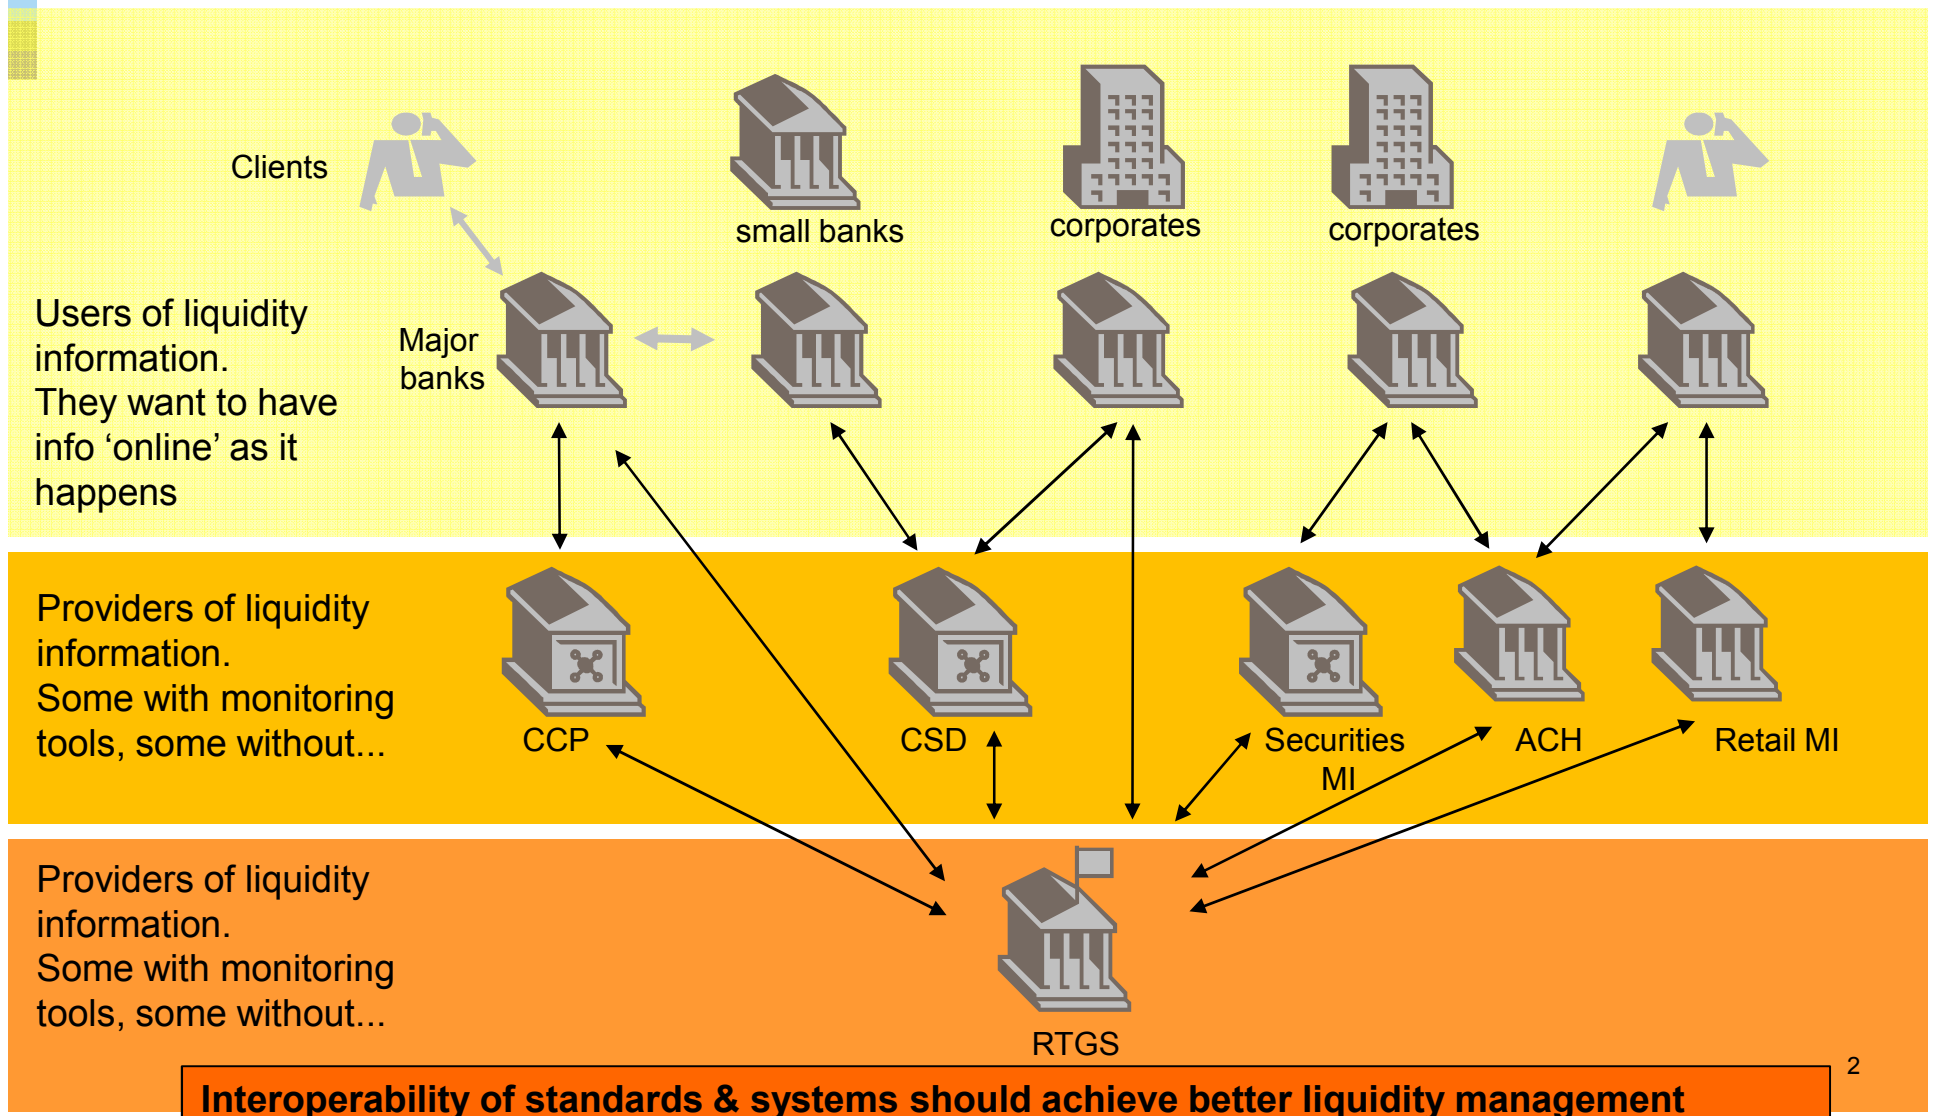 Clients
small banks
corporates
corporates
Users of liquidity
information.
They want to have
info ‘online’ as it
happens
Major
banks
Providers of liquidity
information.
Some with monitoring
tools, some without...
CCP
CSD
Securities
MI
ACH
Retail MI
Providers of liquidity
information.
Some with monitoring
tools, some without...
RTGS
2
Interoperability of standards & systems should achieve better liquidity management